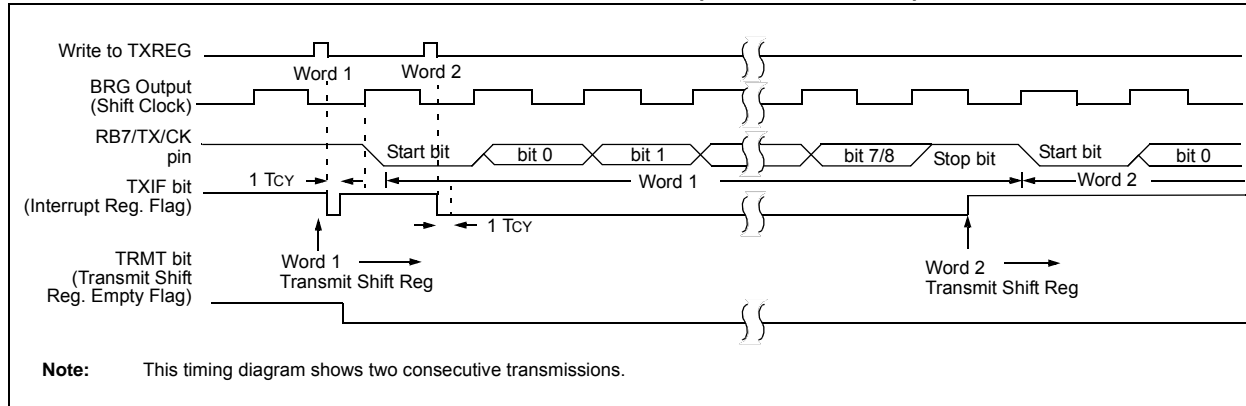 Write to TXREG
Word 1
Word 2
BRG Output
(Shift Clock)
RB7/TX/CK
pin
Start bit
bit 0
bit 1
bit 7/8
Stop bit
Start bit
bit 0
1 TCY
Word 1
Word 2
TXIF bit
(Interrupt Reg. Flag)
1 TCY
TRMT bit
(Transmit Shift
Reg. Empty Flag)
Word 1
Transmit Shift Reg
Word 2
Transmit Shift Reg
Note: This timing diagram shows two consecutive transmissions.